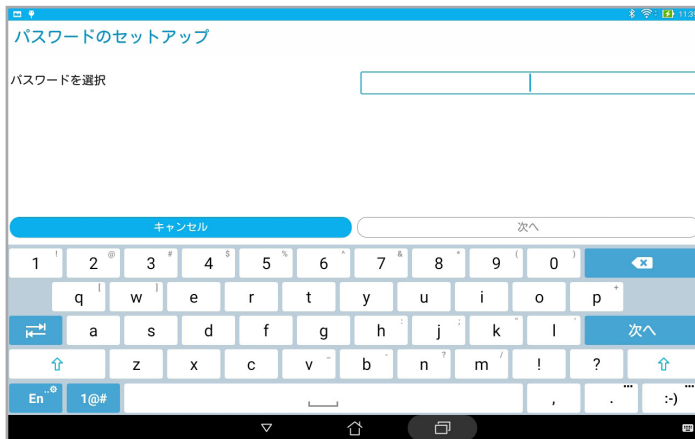 11:39
パスワードのセットアップ
パスワードを選択
キャンセル 次へ
! @ # $ % ^ & * ( )
1 2 3 4 5 6 7 8 9 0
[ ] +
q w e r t y u i o p
: ; " '
a s d f g h j k l 次へ
_ - ? /
z x c v b n m ! ?
En 1@# , . :-)